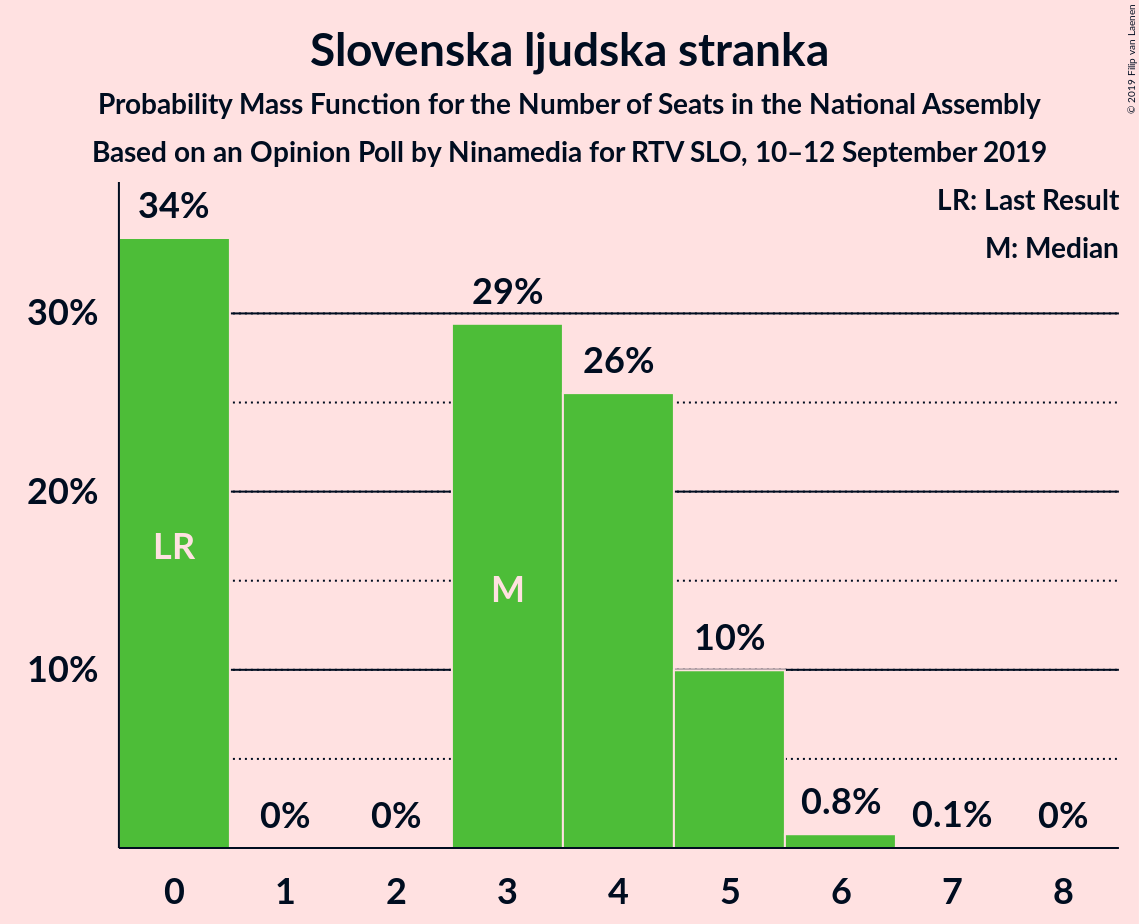 Slovenska ljudska stranka
Probability Mass Function for the Number of Seats in the National Assembly
Based on an Opinion Poll by Ninamedia for RTV SLO, 10–12 September 2019
© 2019 Filip van Laenen
LR: Last Result
M: Median
34%
29%
26%
10%
0%
0%
0.8%
0.1%
0%
LR
M
30%
20%
10%
0 1 2 3 4 5 6 7 8